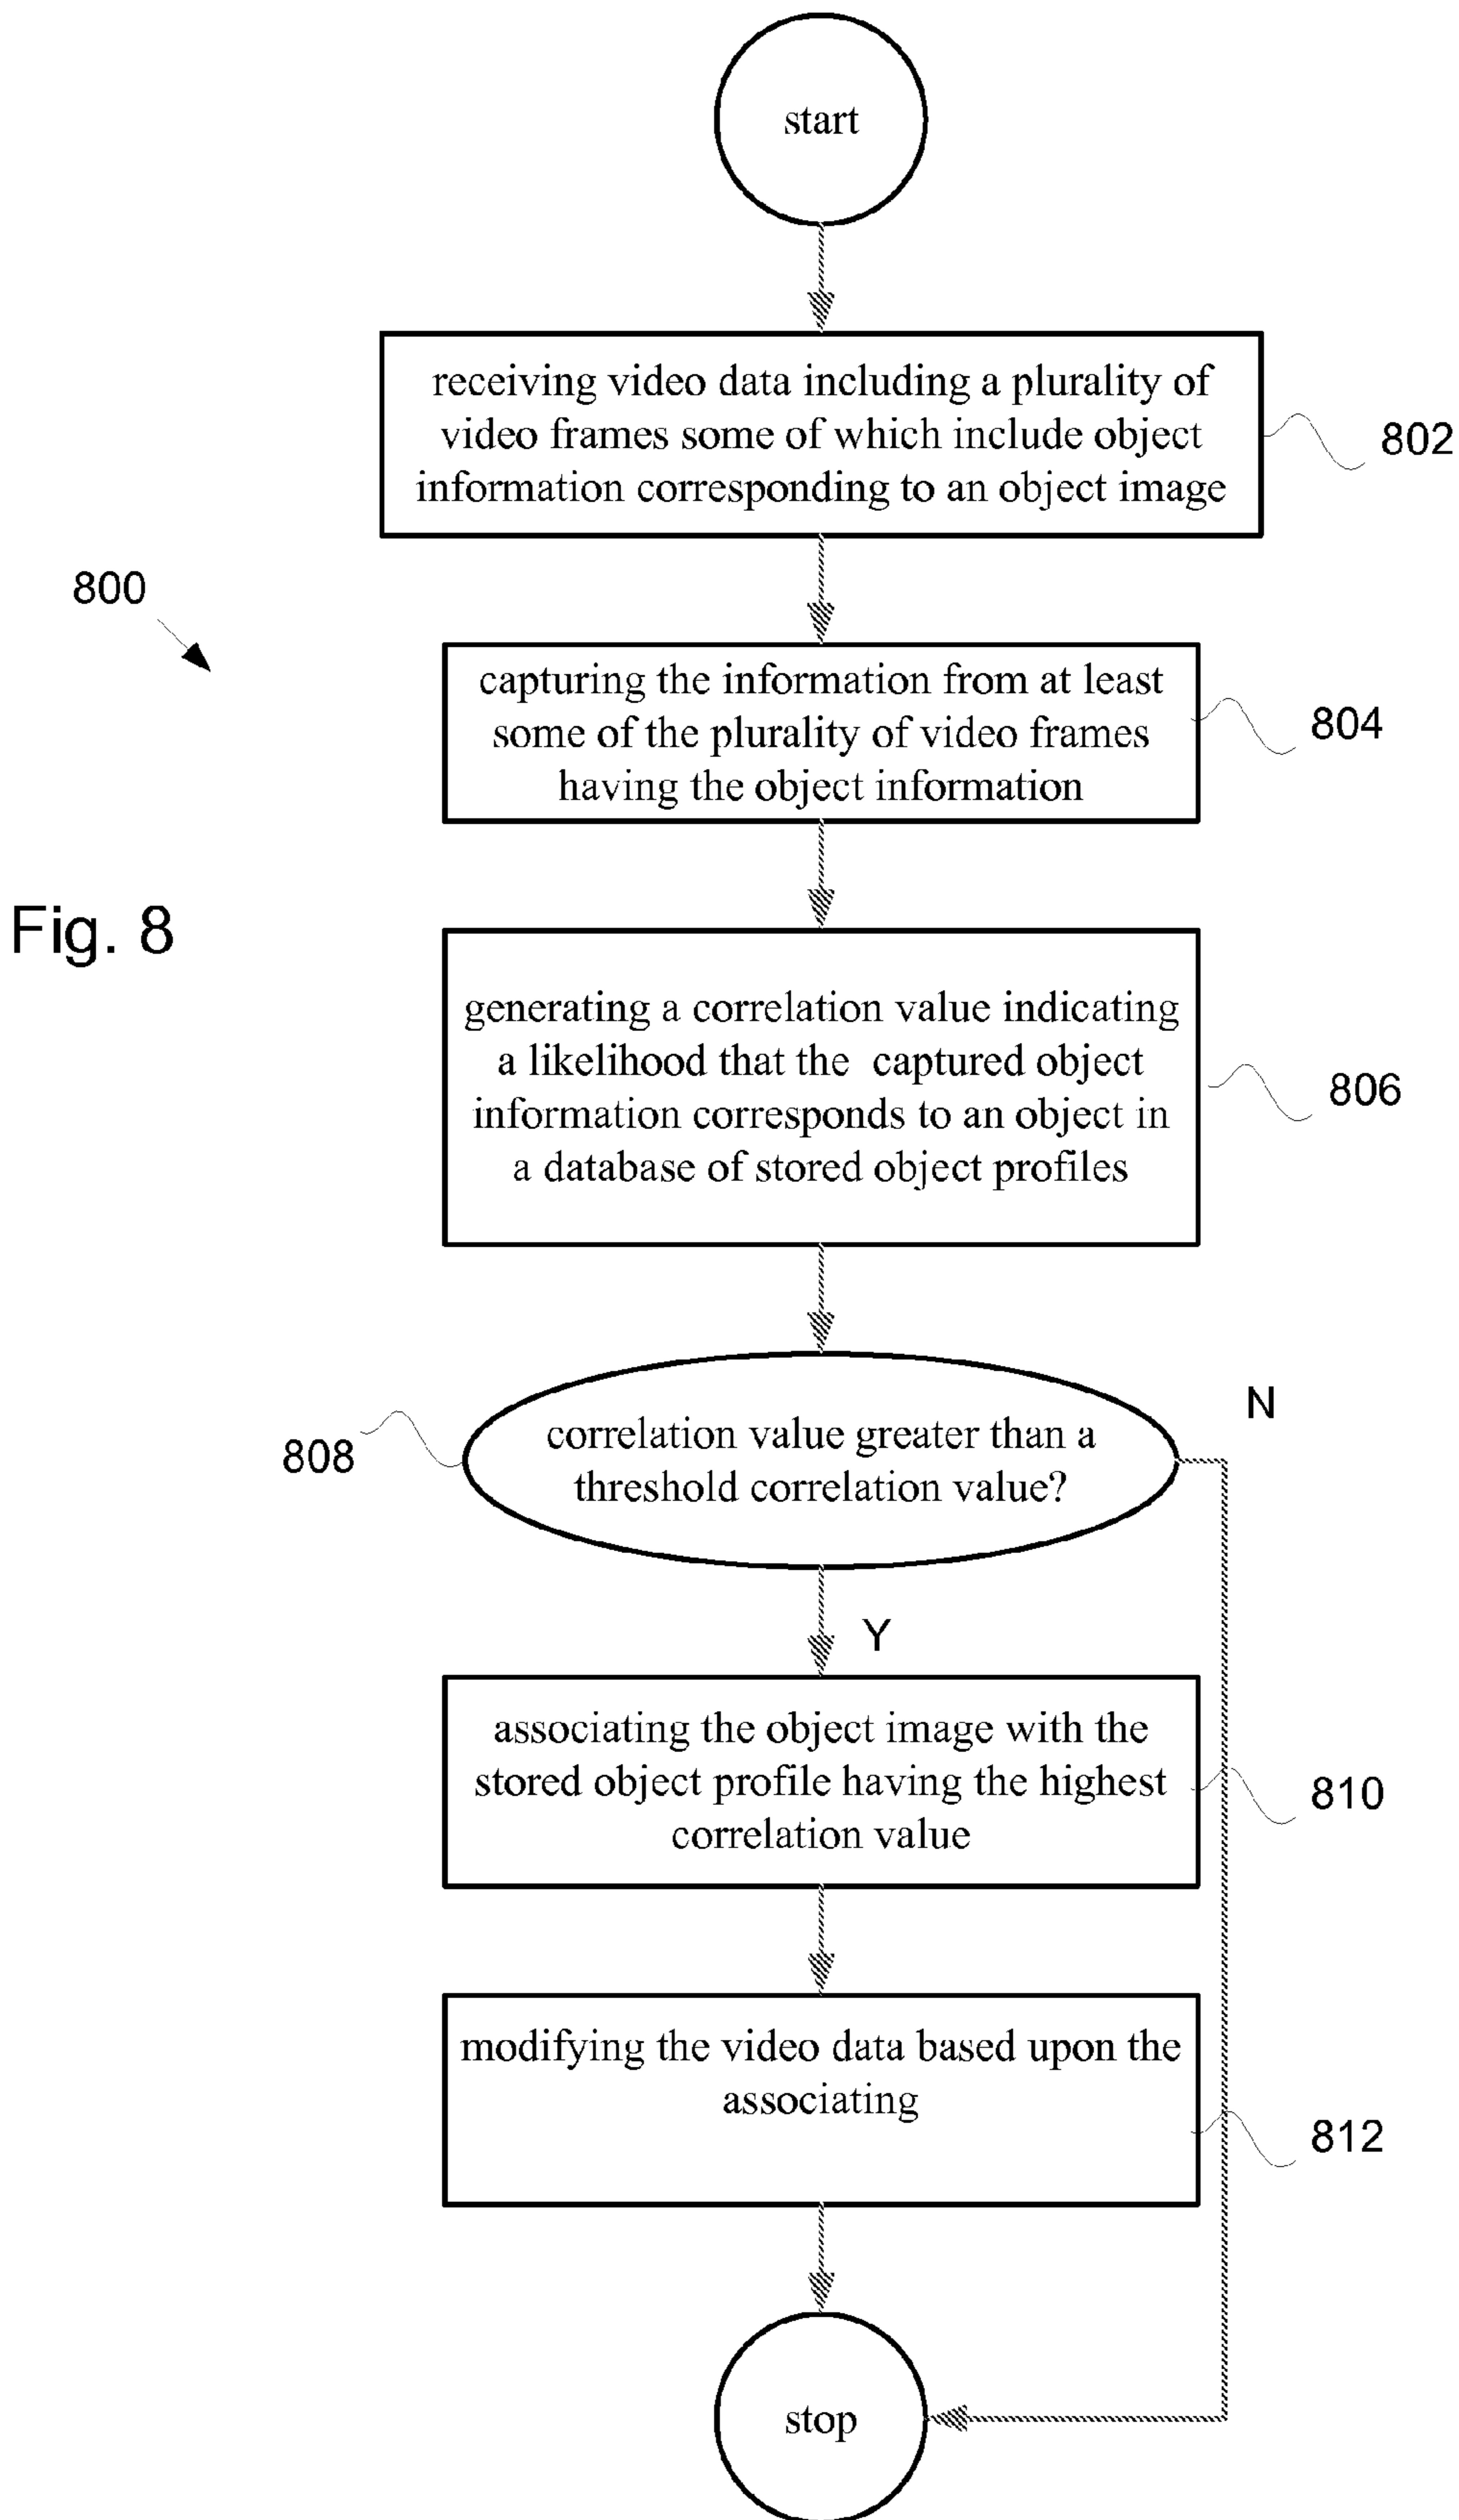 start
receiving video data including a plurality of
video frames some of which include object
information corresponding to an object image
802
800
capturing the information from at least
some of the plurality of video frames
having the object information
804
Fig. 8
generating a correlation value indicating
a likelihood that the captured object
information corresponds to an object in
a database of stored object profiles
806
808
correlation value greater than a
threshold correlation value?
N
Y
associating the object image with the
stored object profile having the highest
correlation value
810
modifying the video data based upon the
associating
812
stop